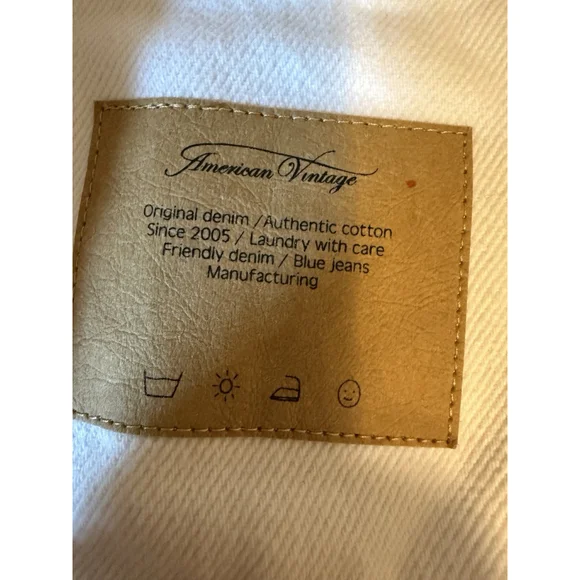 American Vintage
Original denim / Authentic cotton
Since 2005 / Laundry with care
Friendly denim / Blue jeans
Manufacturing